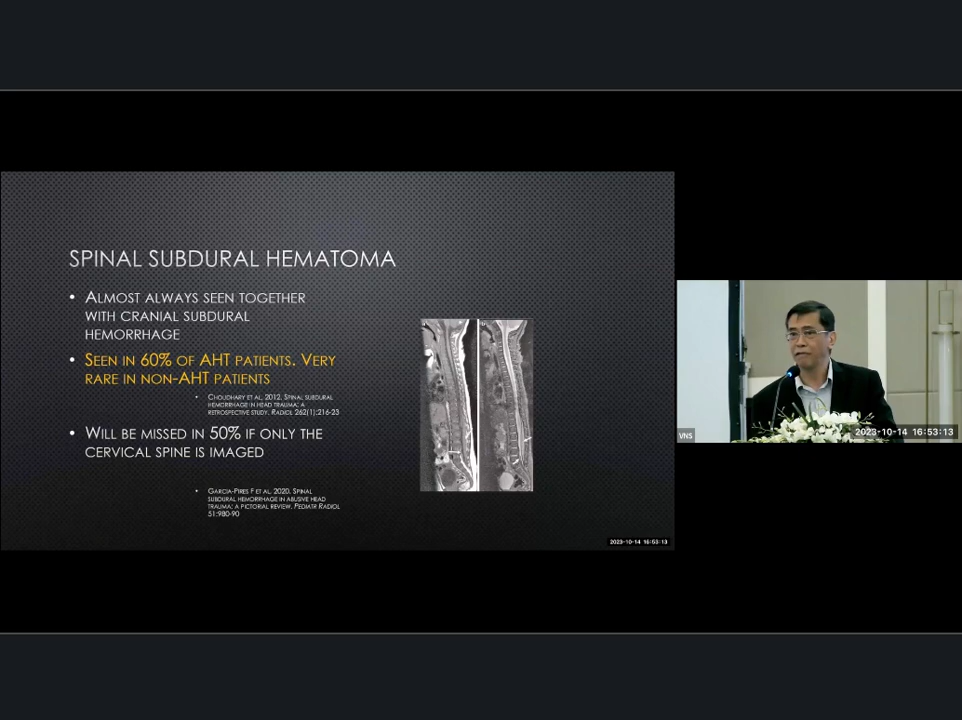 SPINAL SUBDURAL HEMATOMA
• ALMOST ALWAYS SEEN TOGETHER
WITH CRANIAL SUBDURAL
HEMORRHAGE
• SEEN IN 60% OF AHT PATIENTS. VERY
RARE IN NON-AHT PATIENTS
• CHOUDHARY ET AL. 2012. SPINAL SUBDURAL
HEMORRHAGE IN HEAD TRAUMA: A
RETROSPECTIVE STUDY. RADIOL 262(1):216-23
• WILL BE MISSED IN 50% IF ONLY THE
CERVICAL SPINE IS IMAGED
• GARCIA-PIRES F ET AL. 2020. SPINAL
SUBDURAL HEMORRHAGE IN ABUSIVE HEAD
TRAUMA: A PICTORIAL REVIEW. PEDIATR RADIOL
51:980-90
2023-10-14 16:53:13
VNS
2023-10-14 16:53:13